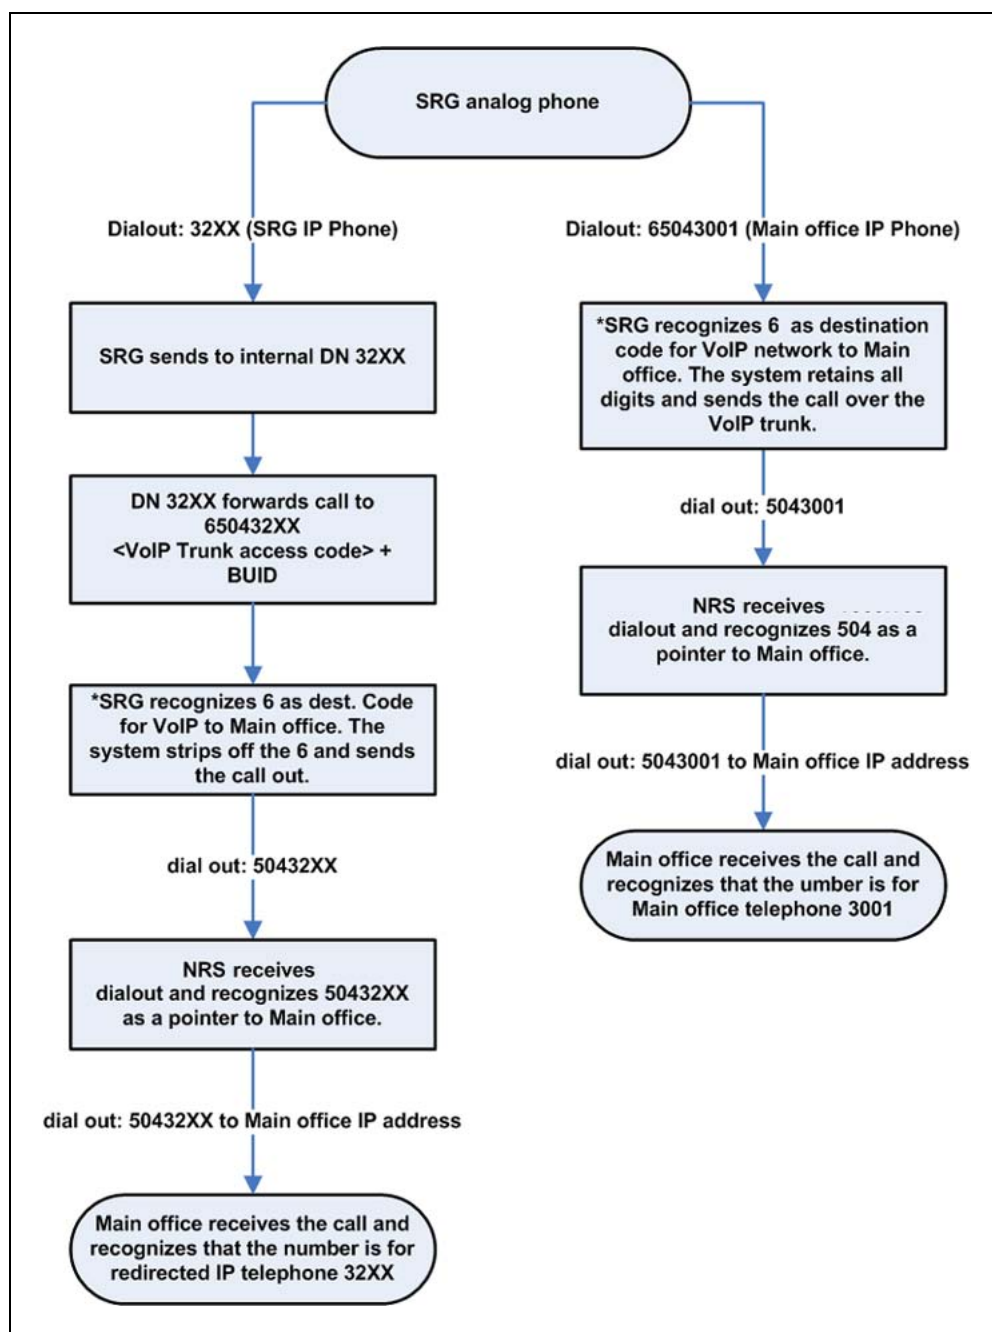 SRG analog phone
Dialout: 32XX (SRG IP Phone)
SRG sends to internal DN 32XX
DN 32XX forwards call to
650432XX
<VoIP Trunk access code> +
BUID
*SRG recognizes 6 as dest. Code
for VoIP to Main office. The
system strips off the 6 and sends
the call out.
dial out: 50432XX
NRS receives
dialout and recognizes 50432XX
as a pointer to Main office.
dial out: 50432XX to Main office IP address
Main office receives the call and
recognizes that the number is for
redirected IP telephone 32XX
Dialout: 65043001 (Main office IP Phone)
*SRG recognizes 6 as destination
code for VoIP network to Main
office. The system retains all
digits and sends the call over the
VoIP trunk.
dial out: 5043001
NRS receives
dialout and recognizes 504 as a
pointer to Main office.
dial out: 5043001 to Main office IP address
Main office receives the call and
recognizes that the umber is for
Main office telephone 3001